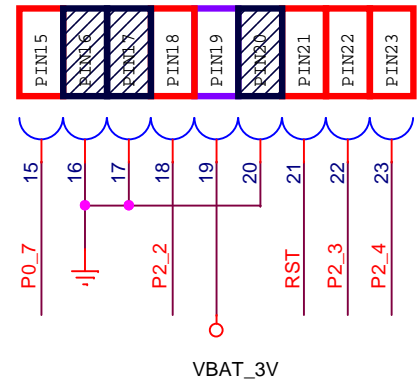 PIN15 PIN16 PIN17 PIN18 PIN19 PIN20 PIN21 PIN22 PIN23
15 16 17 18 19 20 21 22 23
P0_7 P2_2 RST P2_3 P2_4
VBAT_3V